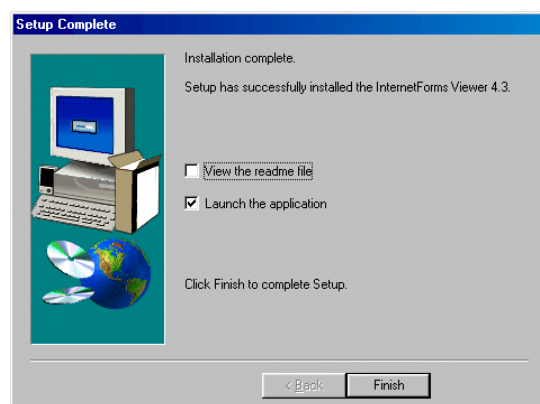 Setup Complete
Installation complete.
Setup has successfully installed the InternetForms Viewer 4.3.
View the readme file
Launch the application
Click Finish to complete Setup.
< Back
Finish